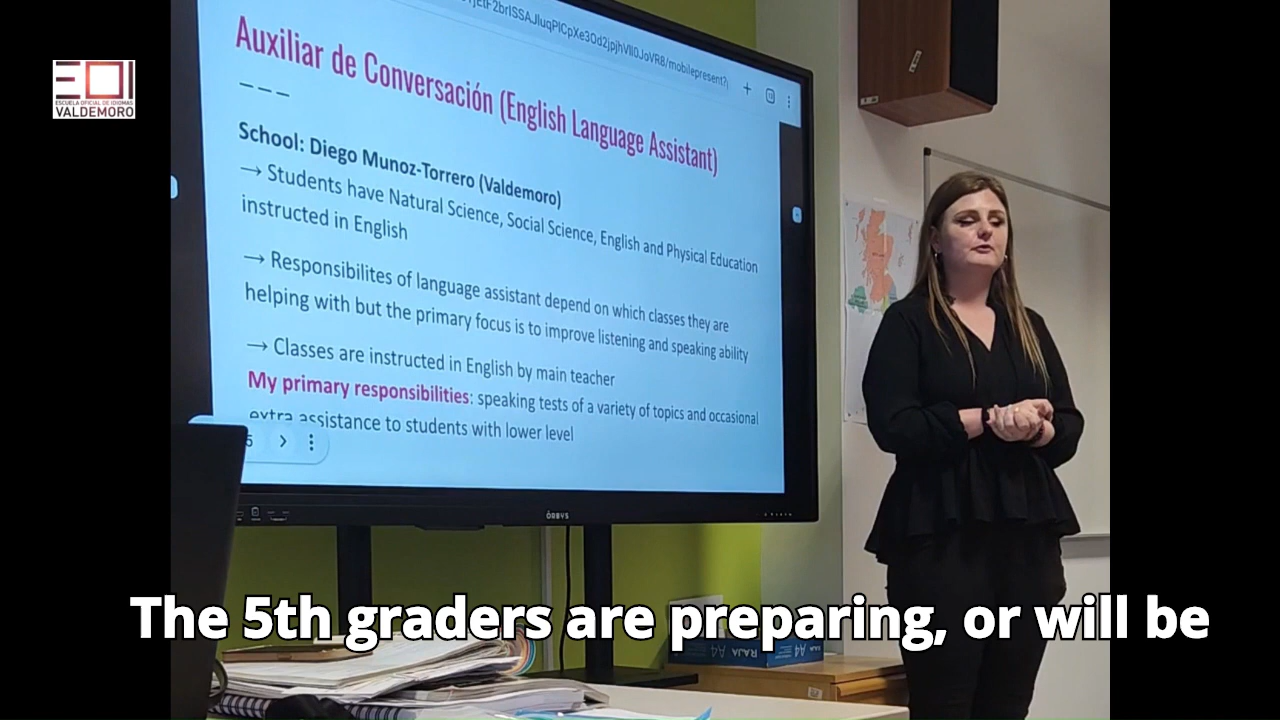 EOI
ESCUELA OFICIAL DE IDIOMAS
VALDEMORO
Auxiliar de Conversación (English Language Assistant)
School: Diego Munoz-Torrero (Valdemoro)
→ Students have Natural Science, Social Science, English and Physical Education
instructed in English
→ Responsibilites of language assistant depend on which classes they are
helping with but the primary focus is to improve listening and speaking ability
→ Classes are instructed in English by main teacher
My primary responsibilities: speaking tests of a variety of topics and occasional
extra assistance to students with lower level
ÖRBYS
RAJA A4
The 5th graders are preparing, or will be